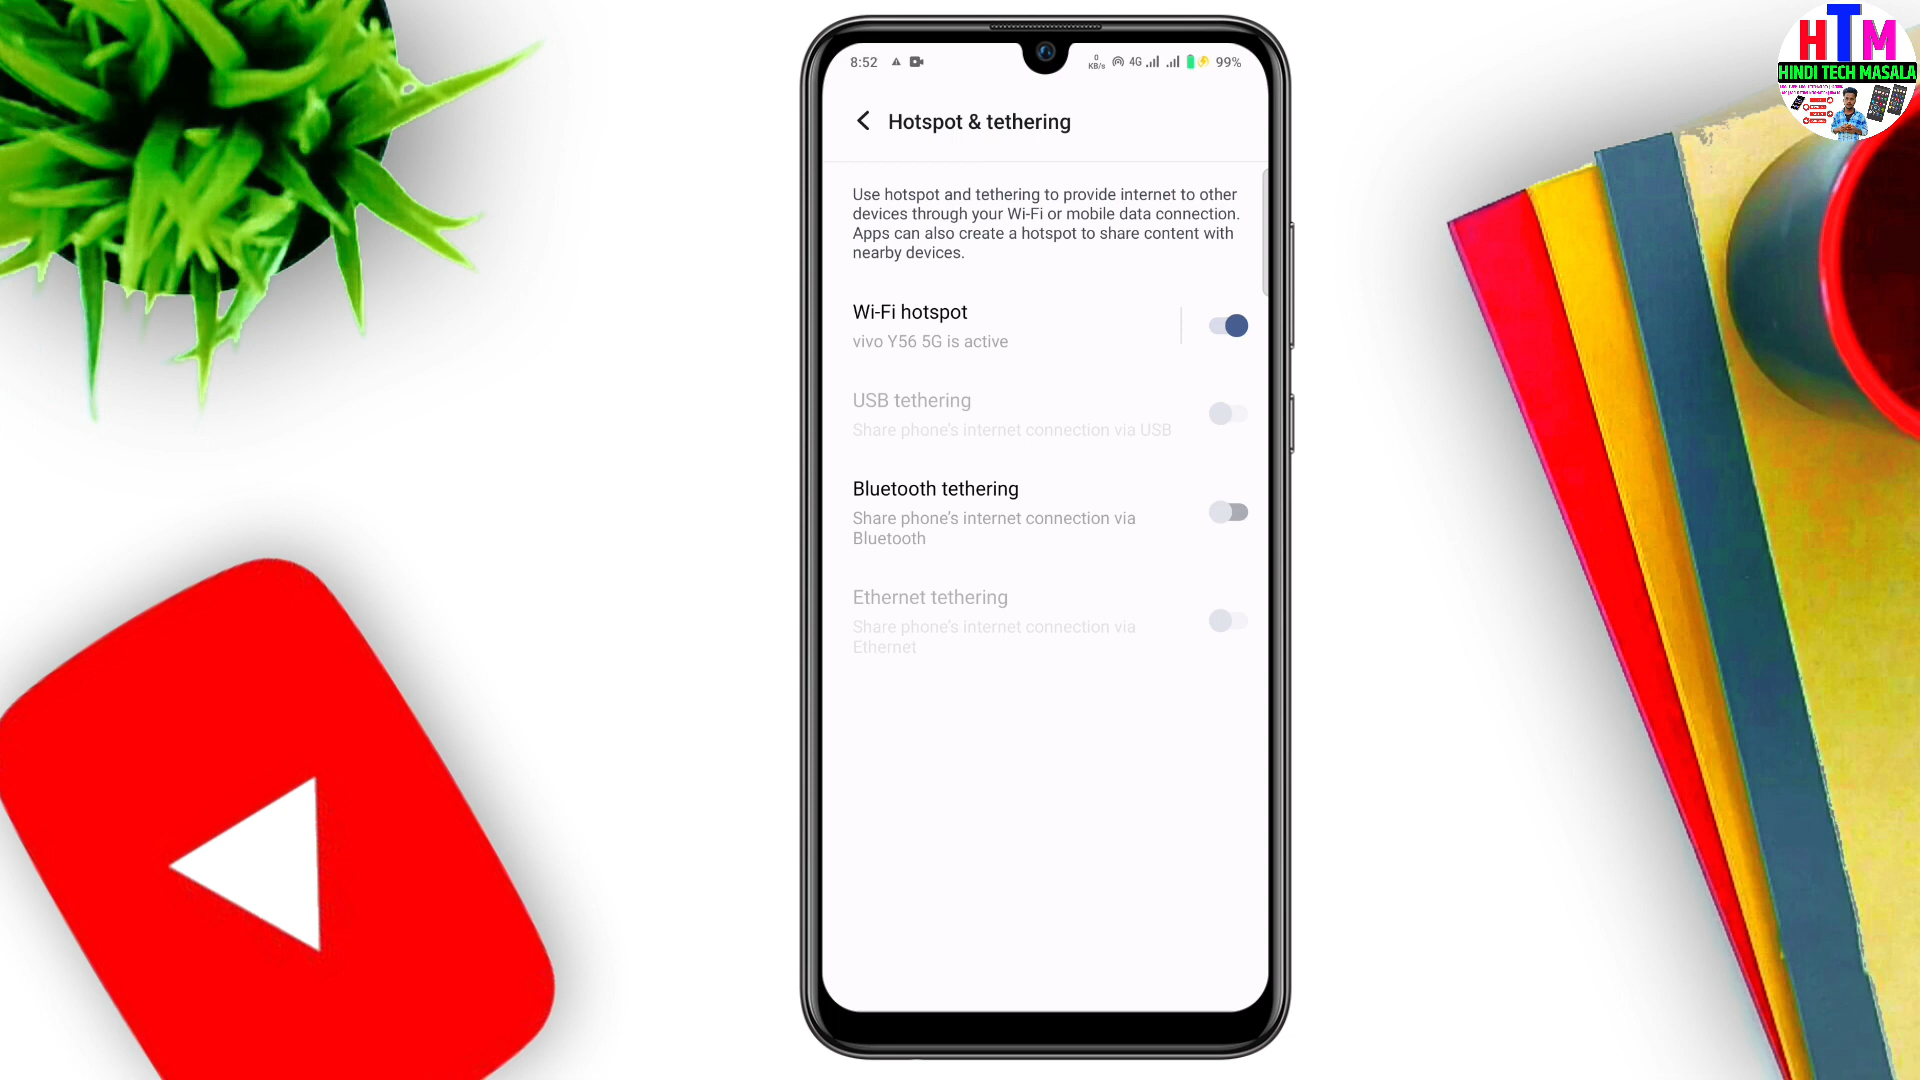 8:52
0
KB/s
4G
99%
Hotspot & tethering
Use hotspot and tethering to provide internet to other
devices through your Wi-Fi or mobile data connection.
Apps can also create a hotspot to share content with
nearby devices.
Wi-Fi hotspot
vivo Y56 5G is active
USB tethering
Share phone's internet connection via USB
Bluetooth tethering
Share phone's internet connection via
Bluetooth
Ethernet tethering
Share phone's internet connection via
Ethernet
HTM
HINDI TECH MASALA